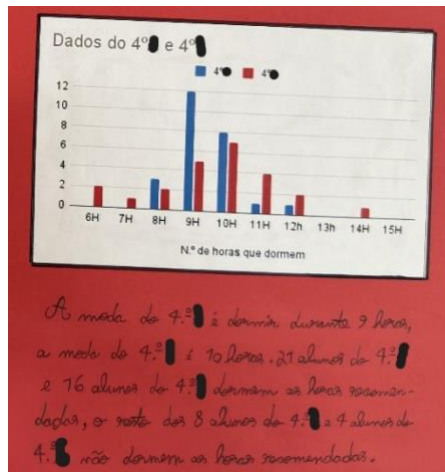 Dados do 4º e 4º
4º 4º
12
10
8
6
4
2
0
6H 7H 8H 9H 10H 11H 12h 13h 14H 15H
N.º de horas que dormem
A moda do 4.º é dormir durante 9 horas,
a moda do 4.º é 10 horas. 21 alunos do 4.º
e 16 alunos do 4.º dormem as horas recomen-
dadas, o resto dos 8 alunos do 4.º e 4 alunos do
4.º não dormem as horas recomendadas.